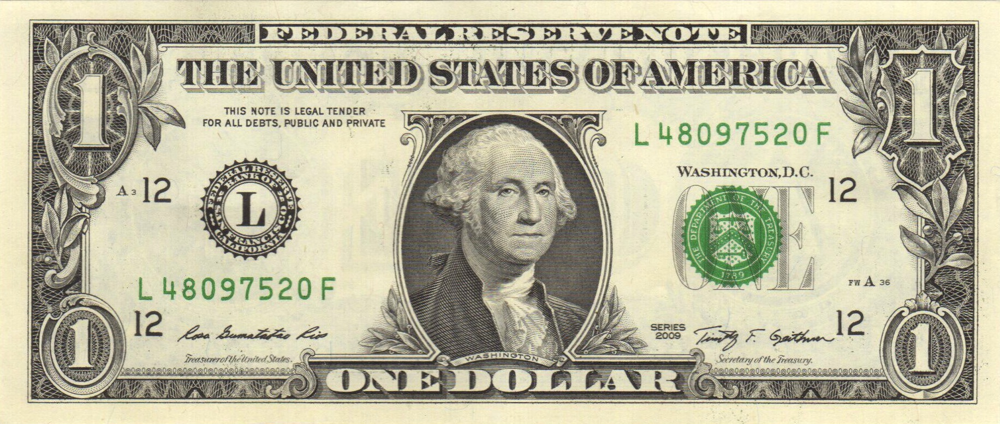 FEDERAL RESERVE NOTE
THE UNITED STATES OF AMERICA
THIS NOTE IS LEGAL TENDER
FOR ALL DEBTS, PUBLIC AND PRIVATE
1
1
L 48097520 F
WASHINGTON, D.C.
A 3 12
12
FEDERAL RESERVE BANK OF SAN FRANCISCO CALIFORNIA
L
ONE
THE DEPARTMENT OF THE TREASURY
1789
L 48097520 F
FW A 36
12
12
Rosa Gumataotao Rios
Treasurer of the United States.
SERIES
2009
Timothy F. Geithner
Secretary of the Treasury.
WASHINGTON
1
1
ONE DOLLAR